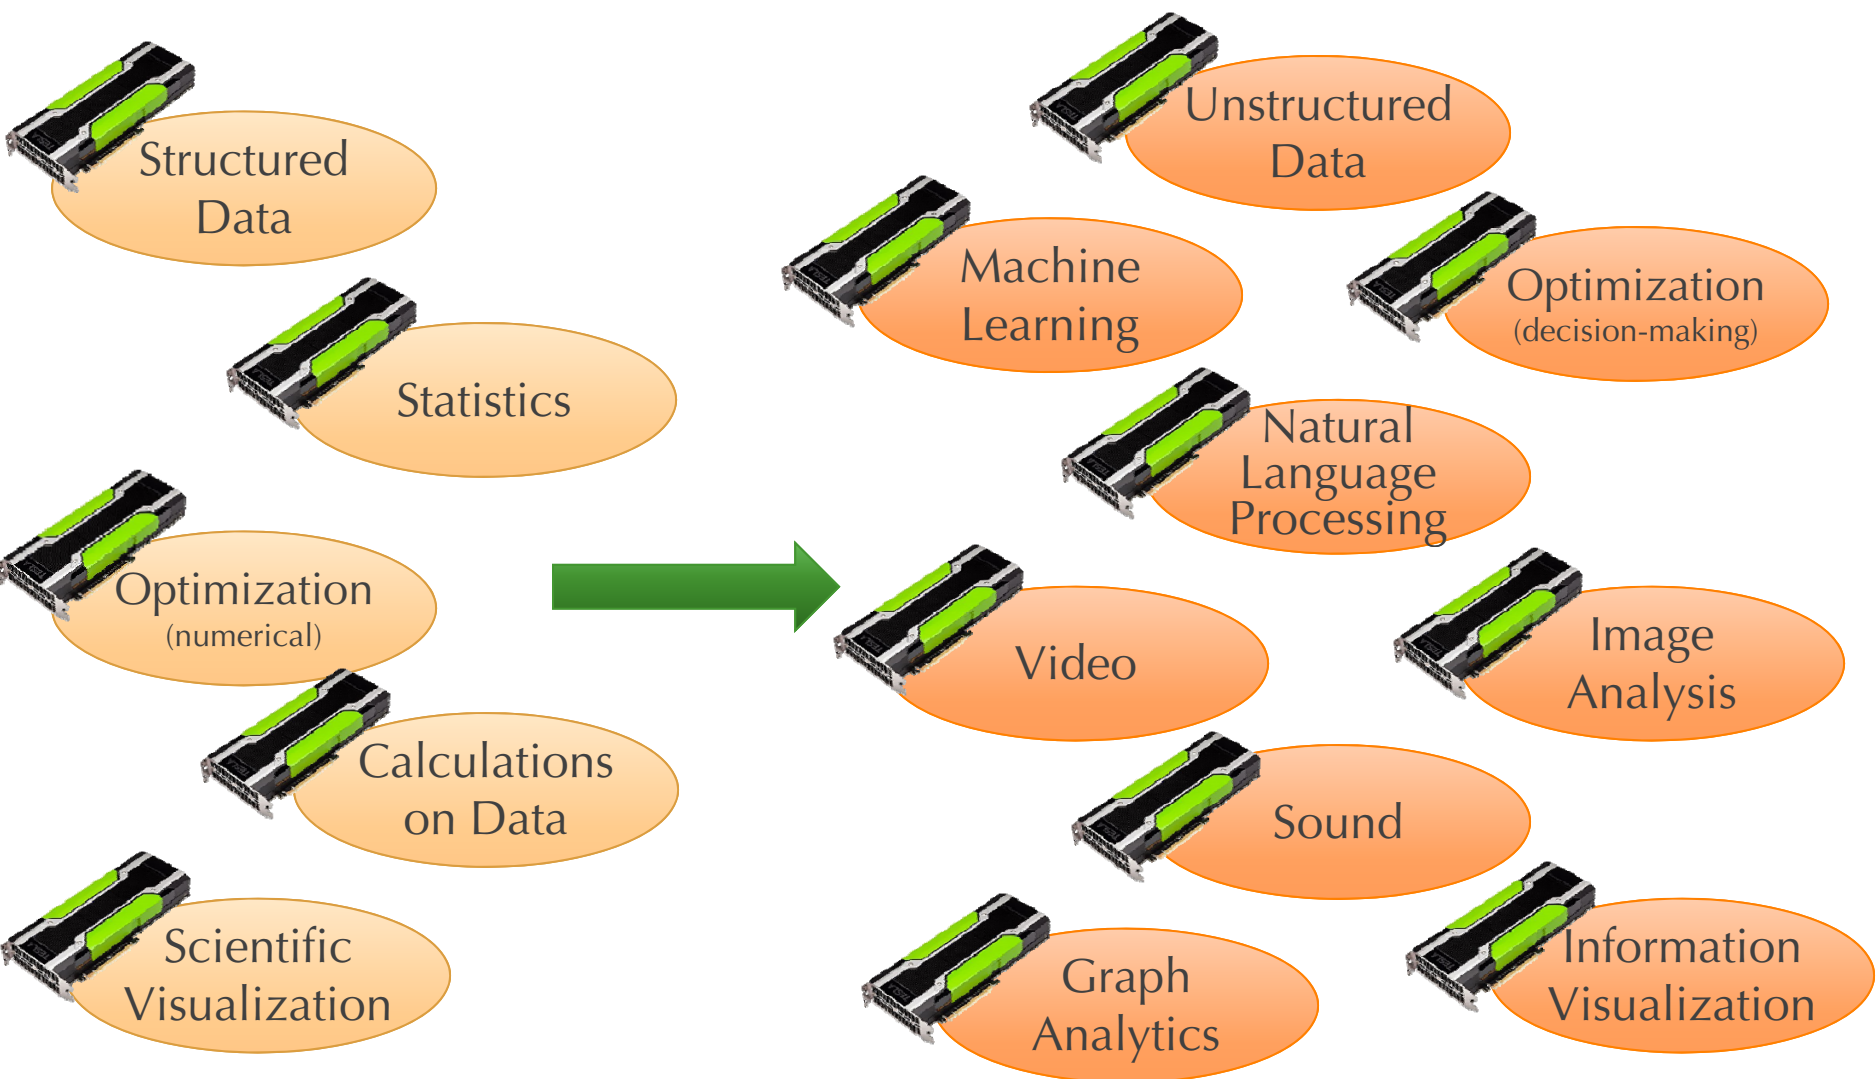 Structured
Data
Statistics
Optimization
(numerical)
Calculations
on Data
Scientific
Visualization
Unstructured
Data
Machine
Learning
Optimization
(decision-making)
Natural
Language
Processing
Video
Image
Analysis
Sound
Graph
Analytics
Information
Visualization